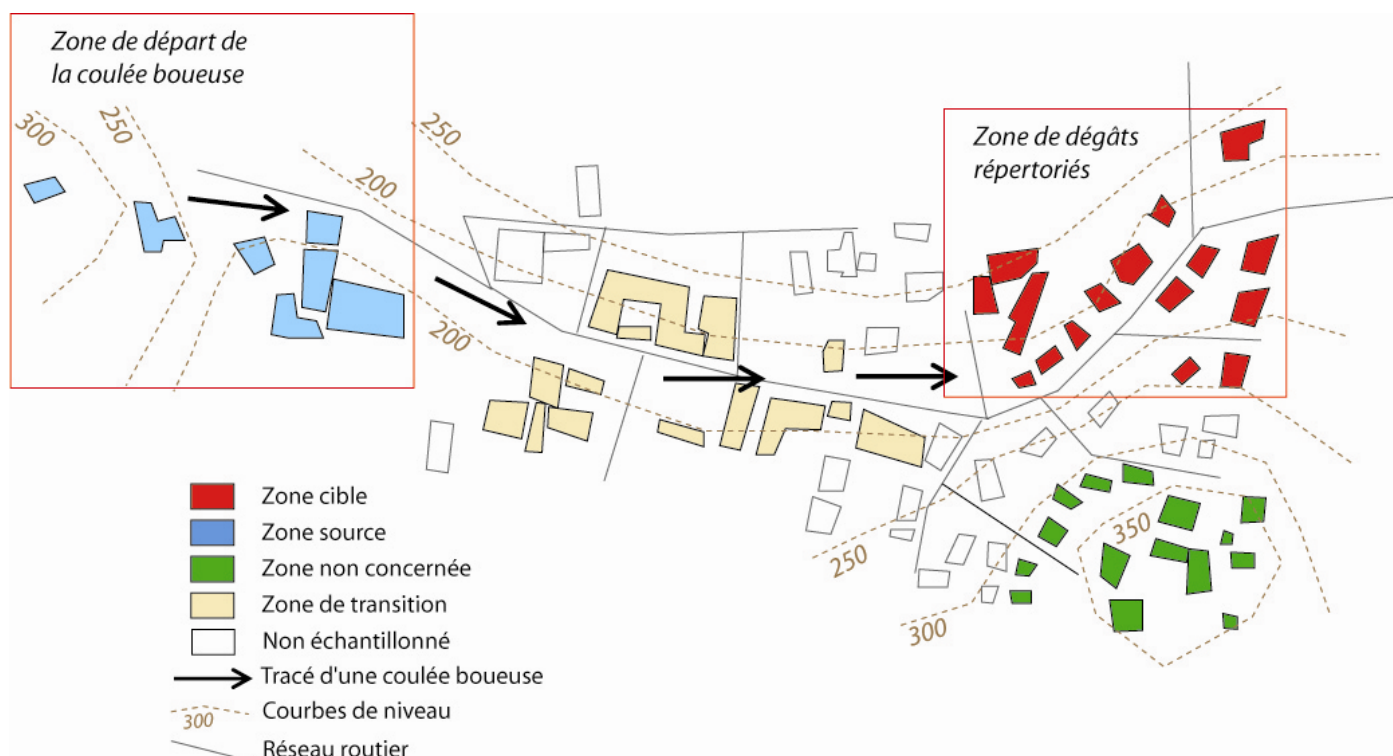 Zone de départ de
la coulée boueuse
300
250
250
200
200
Zone de dégâts
répertoriés
250
300
350
Zone cible
Zone source
Zone non concernée
Zone de transition
Non échantillonné
Tracé d'une coulée boueuse
300
Courbes de niveau
Réseau routier